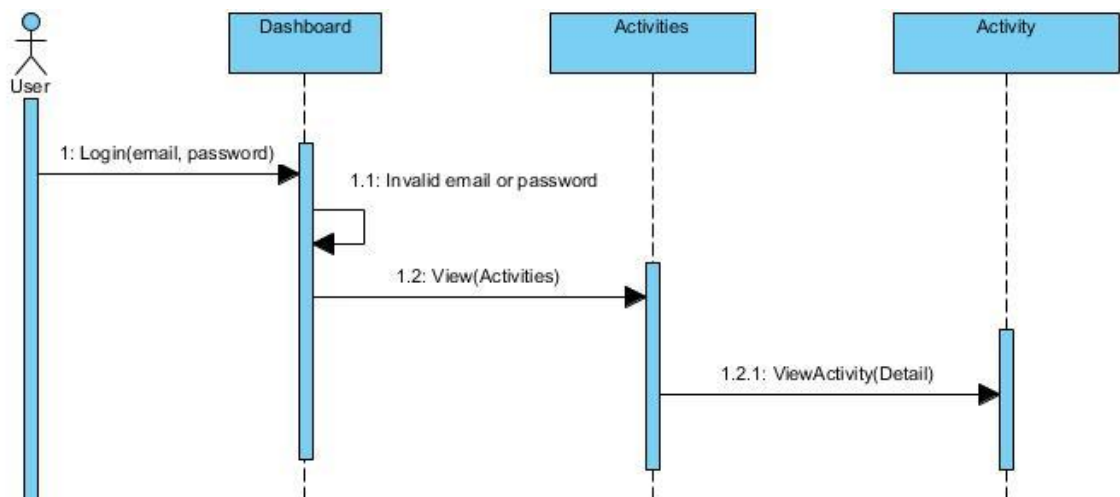 Dashboard
Activities
Activity
User
1: Login(email, password)
1.1: Invalid email or password
1.2: View(Activities)
1.2.1: ViewActivity(Detail)